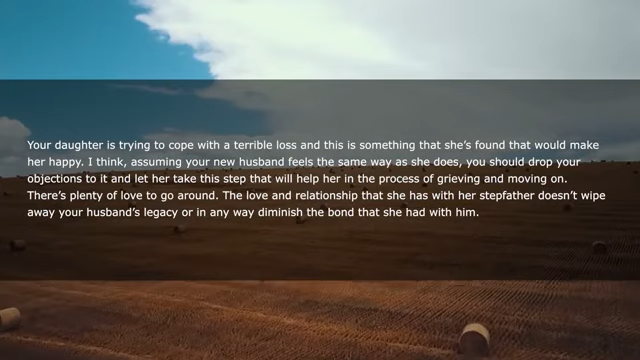 Your daughter is trying to cope with a terrible loss and this is something that she’s found that would make
her happy. I think, assuming your new husband feels the same way as she does, you should drop your
objections to it and let her take this step that will help her in the process of grieving and moving on.
There’s plenty of love to go around. The love and relationship that she has with her stepfather doesn’t wipe
away your husband’s legacy or in any way diminish the bond that she had with him.